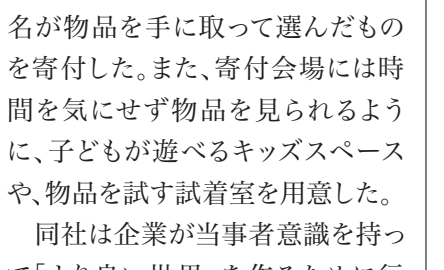 名が物品を手に取って選んだもの
を寄付した。また、寄付会場には時
間を気にせず物品を見られるよう
に、子どもが遊べるキッズスペース
や、物品を試す試着室を用意した。
同社は企業が当事者意識を持っ
て「より良い世界」を作るために行